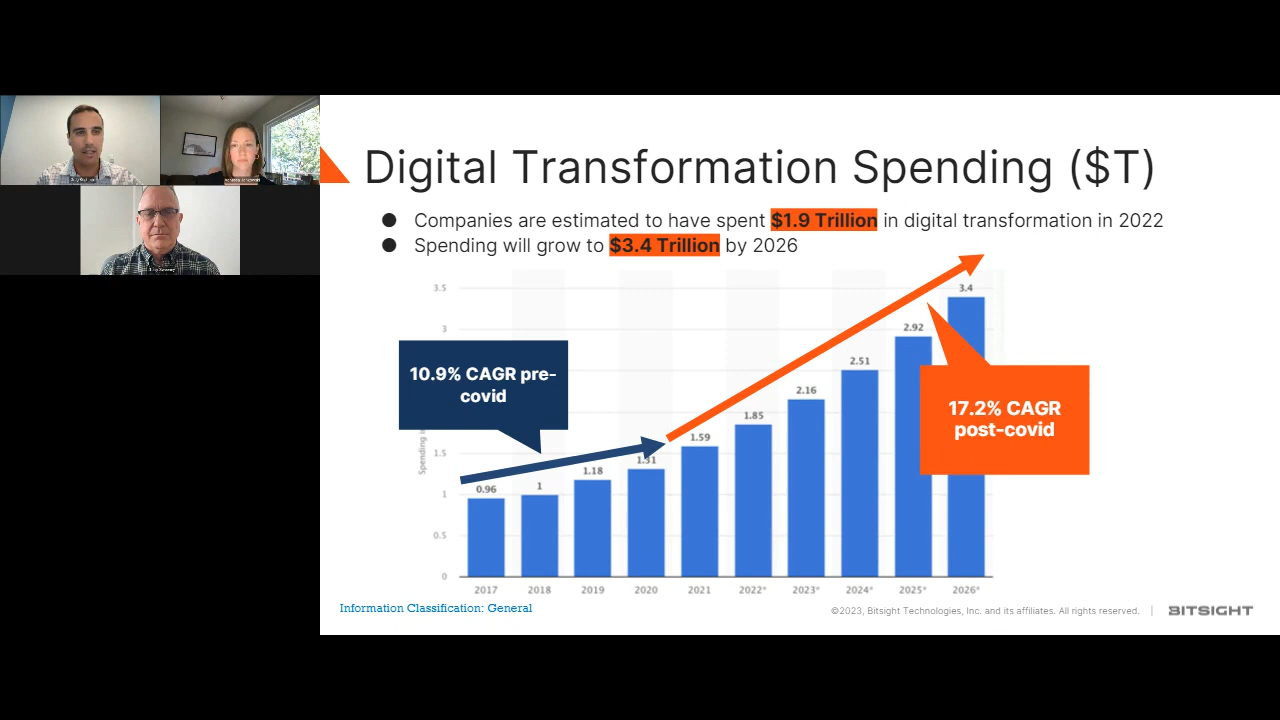 Digital Transformation Spending ($T)
● Companies are estimated to have spent $1.9 Trillion in digital transformation in 2022
● Spending will grow to $3.4 Trillion by 2026
3.5
3
1.5
1
0.5
0
Spending
10.9% CAGR pre-
covid
17.2% CAGR
post-covid
0.96
1
1.18
1.31
1.59
1.85
2.16
2.51
2.92
3.4
2017 2018 2019 2020 2021 2022* 2023* 2024* 2025* 2026*
Information Classification: General
©2023, Bitsight Technologies, Inc. and its affiliates. All rights reserved. | BITSIGHT